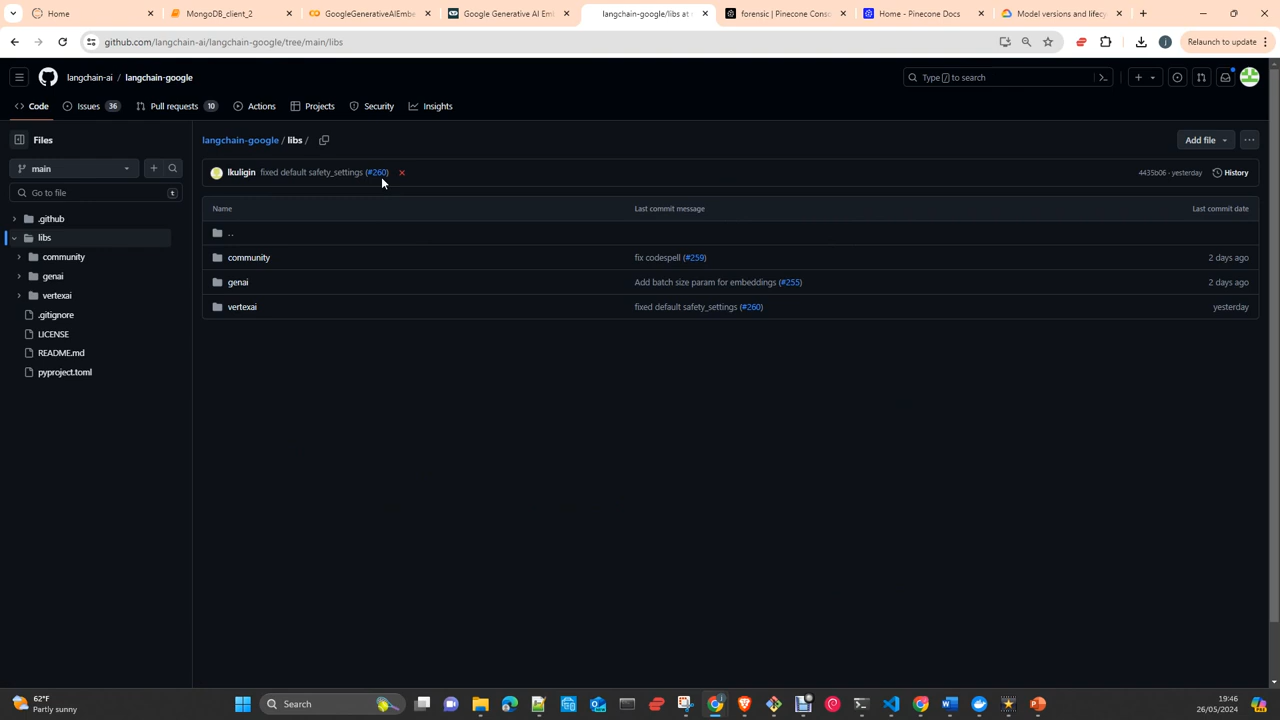 Home
MongoDB_client_2
GoogleGenerativeAIEmbe
Google Generative AI Em
langchain-google/libs at m
forensic | Pinecone Conso
Home - Pinecone Docs
Model versions and lifecy
github.com/langchain-ai/langchain-google/tree/main/libs
Relaunch to update
langchain-ai / langchain-google
Type / to search
Code
Issues 36
Pull requests 10
Actions
Projects
Security
Insights
Files
langchain-google / libs /
Add file
main
lkuligin fixed default safety_settings (#260)
4435b06 · yesterday
History
Go to file
t
Name
Last commit message
Last commit date
.github
..
libs
community
fix codespell (#259)
2 days ago
community
genai
Add batch size param for embeddings (#255)
2 days ago
genai
vertexai
fixed default safety_settings (#260)
yesterday
vertexai
.gitignore
LICENSE
README.md
pyproject.toml
62°F
Partly sunny
Search
19:46
26/05/2024